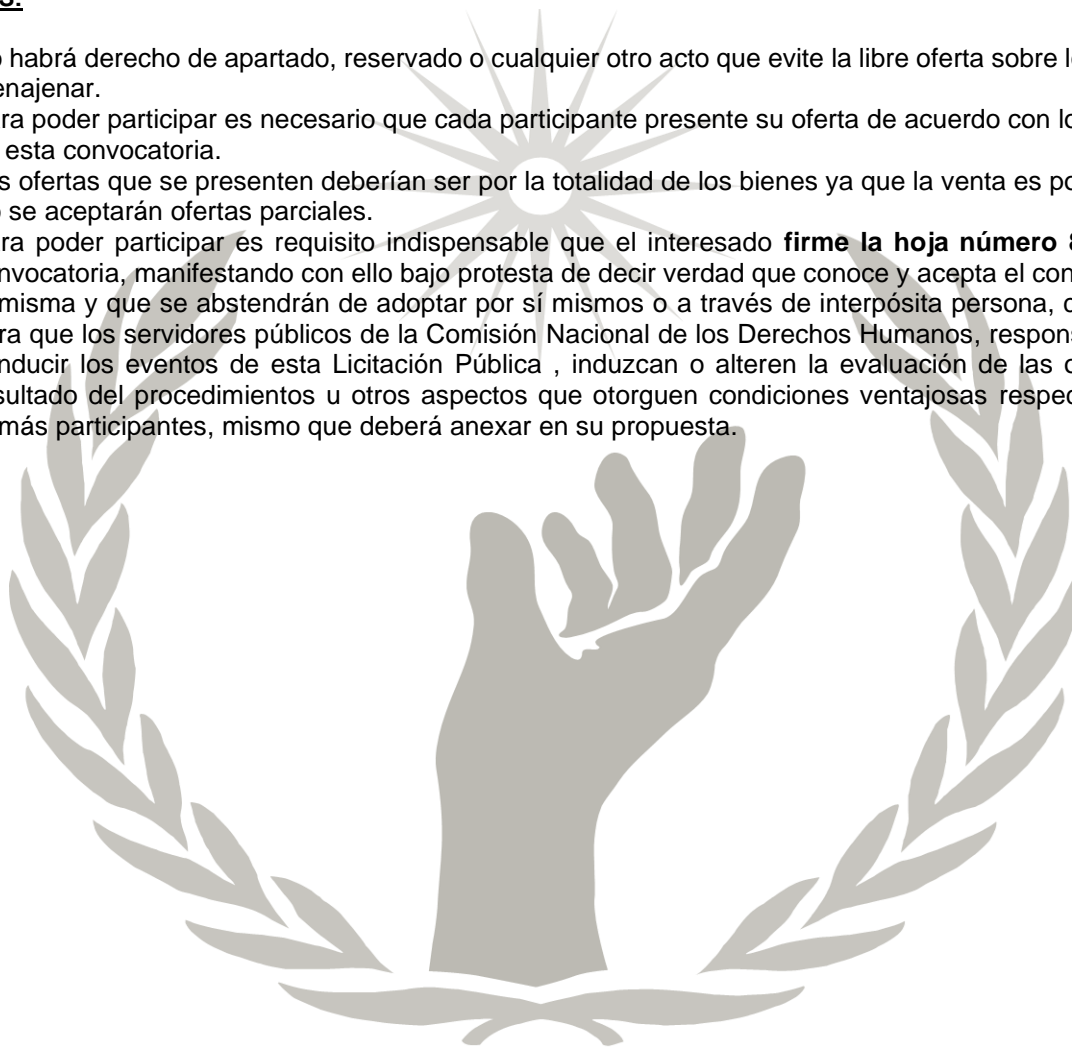 o habrá derecho de apartado, reservado o cualquier otro acto que evite la libre oferta sobre
enajenar.
ra poder participar es necesario que cada participante presente su oferta de acuerdo con
esta convocatoria.
s ofertas que se presenten deberían ser por la totalidad de los bienes ya que la venta es
o se aceptarán ofertas parciales.
ra poder participar es requisito indispensable que el interesado firme la hoja número 8
nvocatoria, manifestando con ello bajo protesta de decir verdad que conoce y acepta el con
misma y que se abstendrán de adoptar por sí mismos o a través de interpósita persona,
ra que los servidores públicos de la Comisión Nacional de los Derechos Humanos, respons
nducir los eventos de esta Licitación Pública , induzcan o alteren la evaluación de las
sultado del procedimientos u otros aspectos que otorguen condiciones ventajosas respec
más participantes, mismo que deberá anexar en su propuesta.